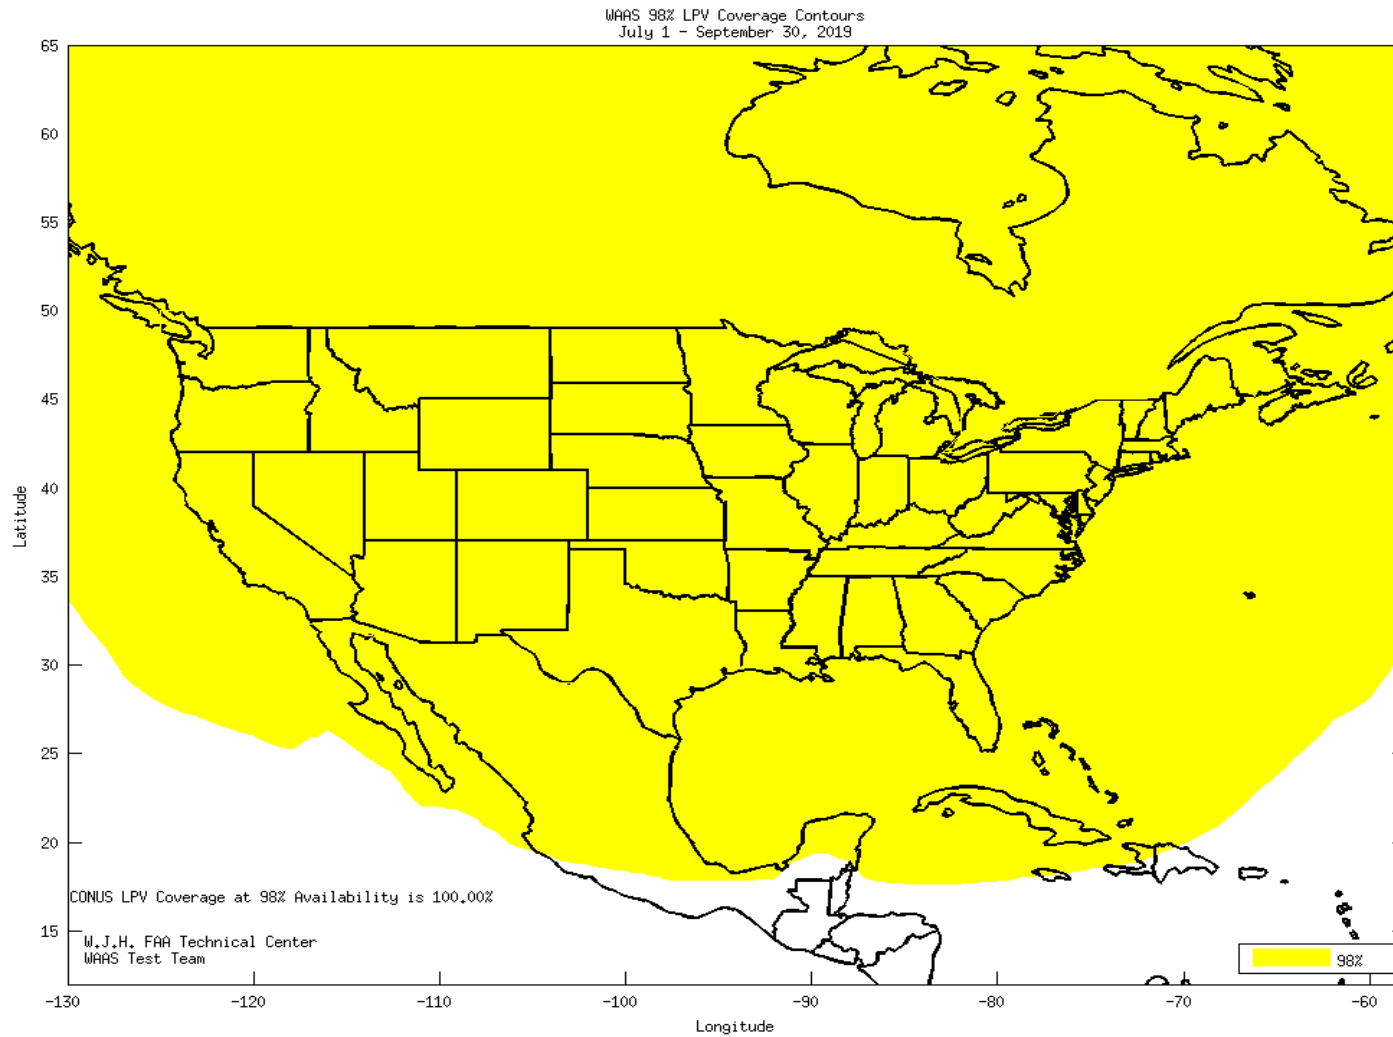 WAAS 98% LPV Coverage Contours
July 1 - September 30, 2019
65
60
55
50
45
40
35
30
25
20
15
Latitude
CONUS LPV Coverage at 98% Availability is 100.00%
W.J.H. FAA Technical Center
WAAS Test Team
98%
-130
-120
-110
-100
-90
-80
-70
-60
Longitude